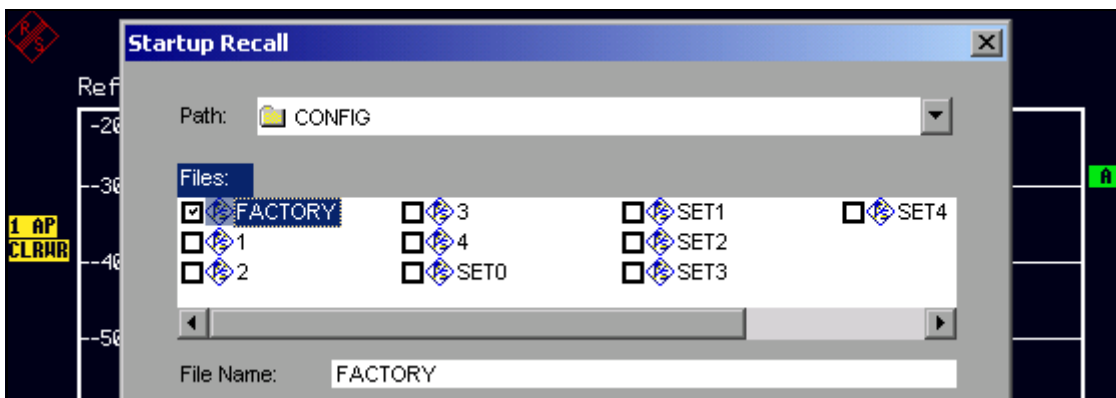 R S
Startup Recall
Ref
Path: CONFIG
-20
Files:
--30
A
FACTORY 3 SET1 SET4
1 AP
1 4 SET2
CLRWR
--40
2 SET0 SET3
--50
File Name: FACTORY